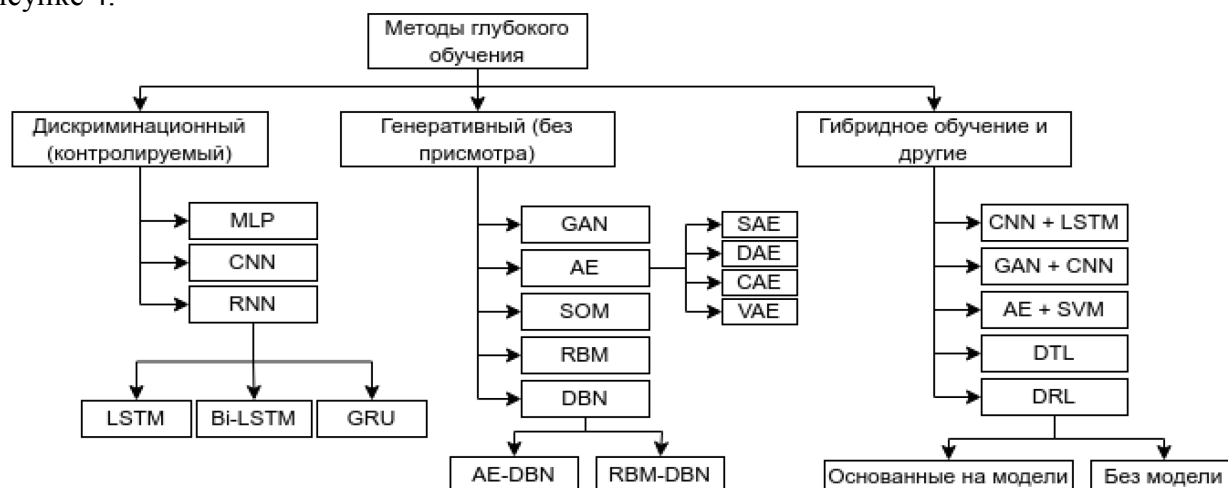 исунке 4.
Методы глубокого
обучения
Дискриминационный
(контролируемый)
Генеративный (без
присмотра)
Гибридное обучение и
другие
MLP
CNN
RNN
LSTM
Bi-LSTM
GRU
GAN
AE
SOM
RBM
DBN
SAE
DAE
CAE
VAE
AE-DBN
RBM-DBN
CNN + LSTM
GAN + CNN
AE + SVM
DTL
DRL
Основанные на модели
Без модели